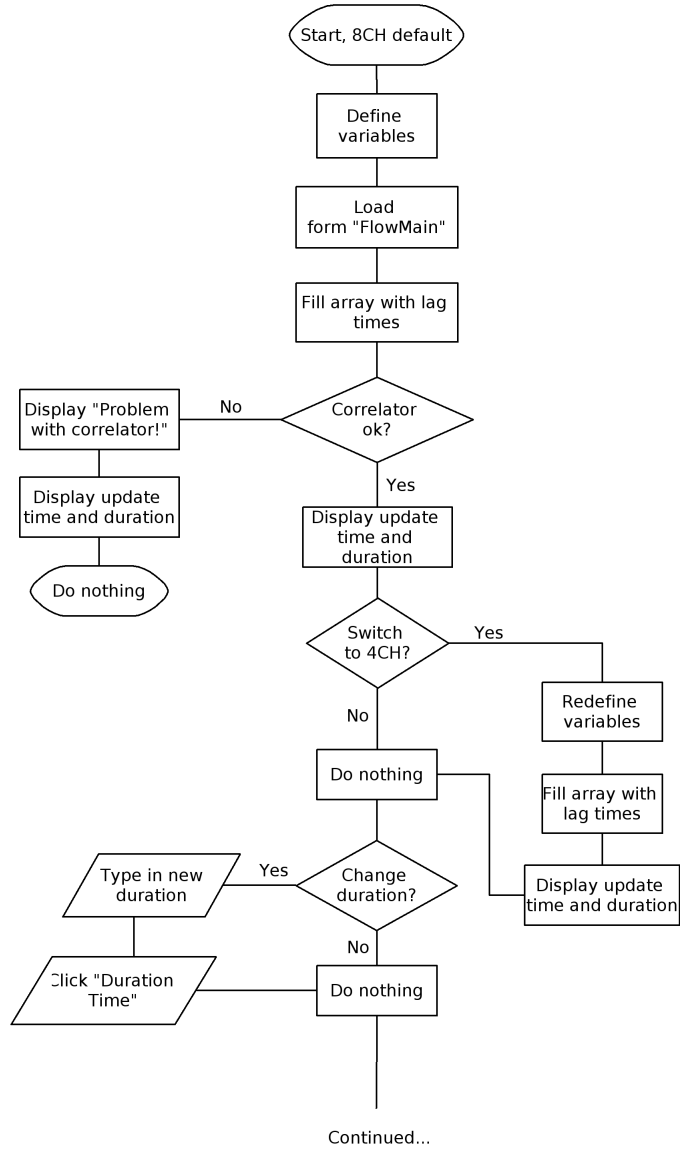 Start, 8CH default
Define
variables
Load
form "FlowMain"
Fill array with lag
times
Correlator
ok?
No
Display "Problem
with correlator!"
Display update
time and duration
Do nothing
Yes
Display update
time and
duration
Switch
to 4CH?
Yes
Redefine
variables
Fill array with
lag times
Display update
time and duration
No
Do nothing
Change
duration?
Yes
Type in new
duration
Click "Duration
Time"
No
Do nothing
Continued...